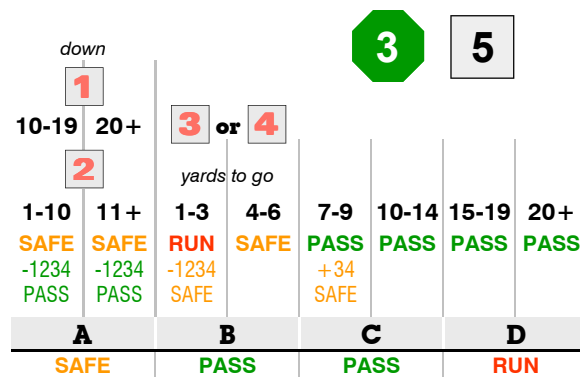 3 5
down
1
10-19 20+ 3 or 4
2 yards to go
1-10 11+ 1-3 4-6 7-9 10-14 15-19 20+
SAFE SAFE RUN SAFE PASS PASS PASS PASS
-1234 -1234 -1234 +34
PASS PASS SAFE SAFE
A B C D
SAFE PASS PASS RUN